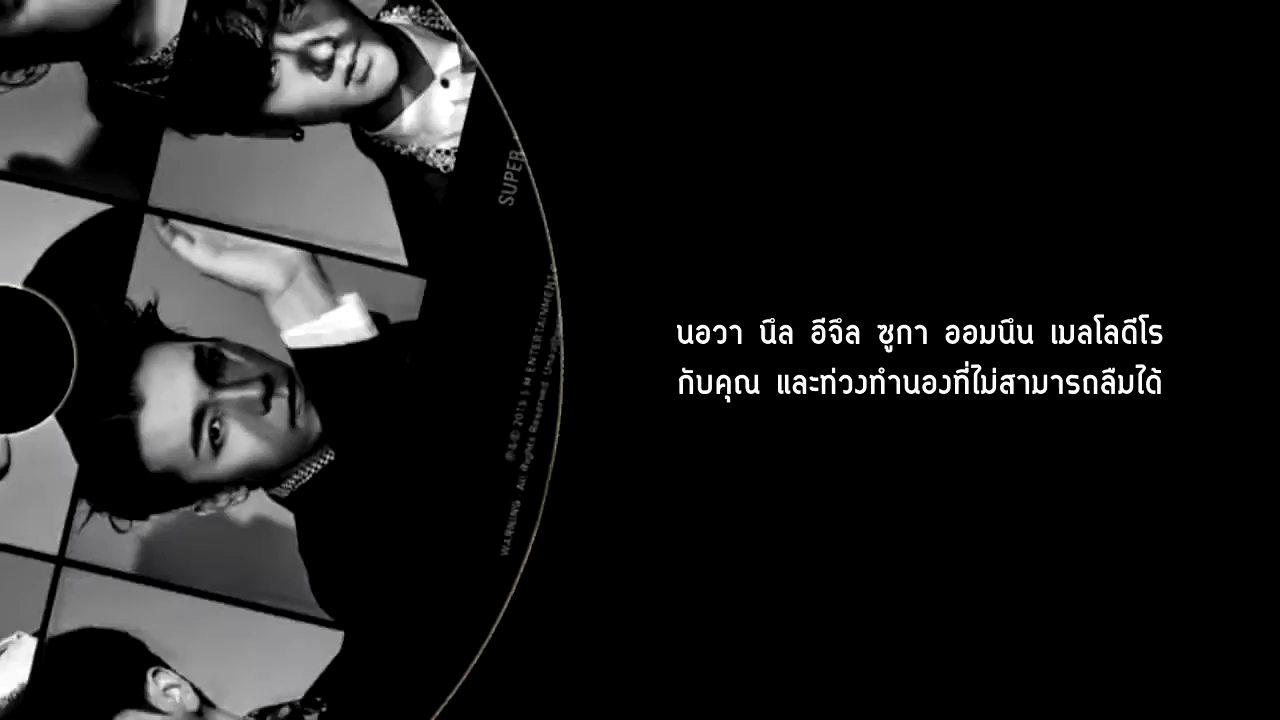 นอวา นึล อีจึล ซูกา ออมนึน เมลโลดีโร
กับคุณ และท่วงทำนองที่ไม่สามารถลืมได้
SUPER
℗&© 2015 S.M.ENTERTAINMENT
WARNING All Rights Reserved.